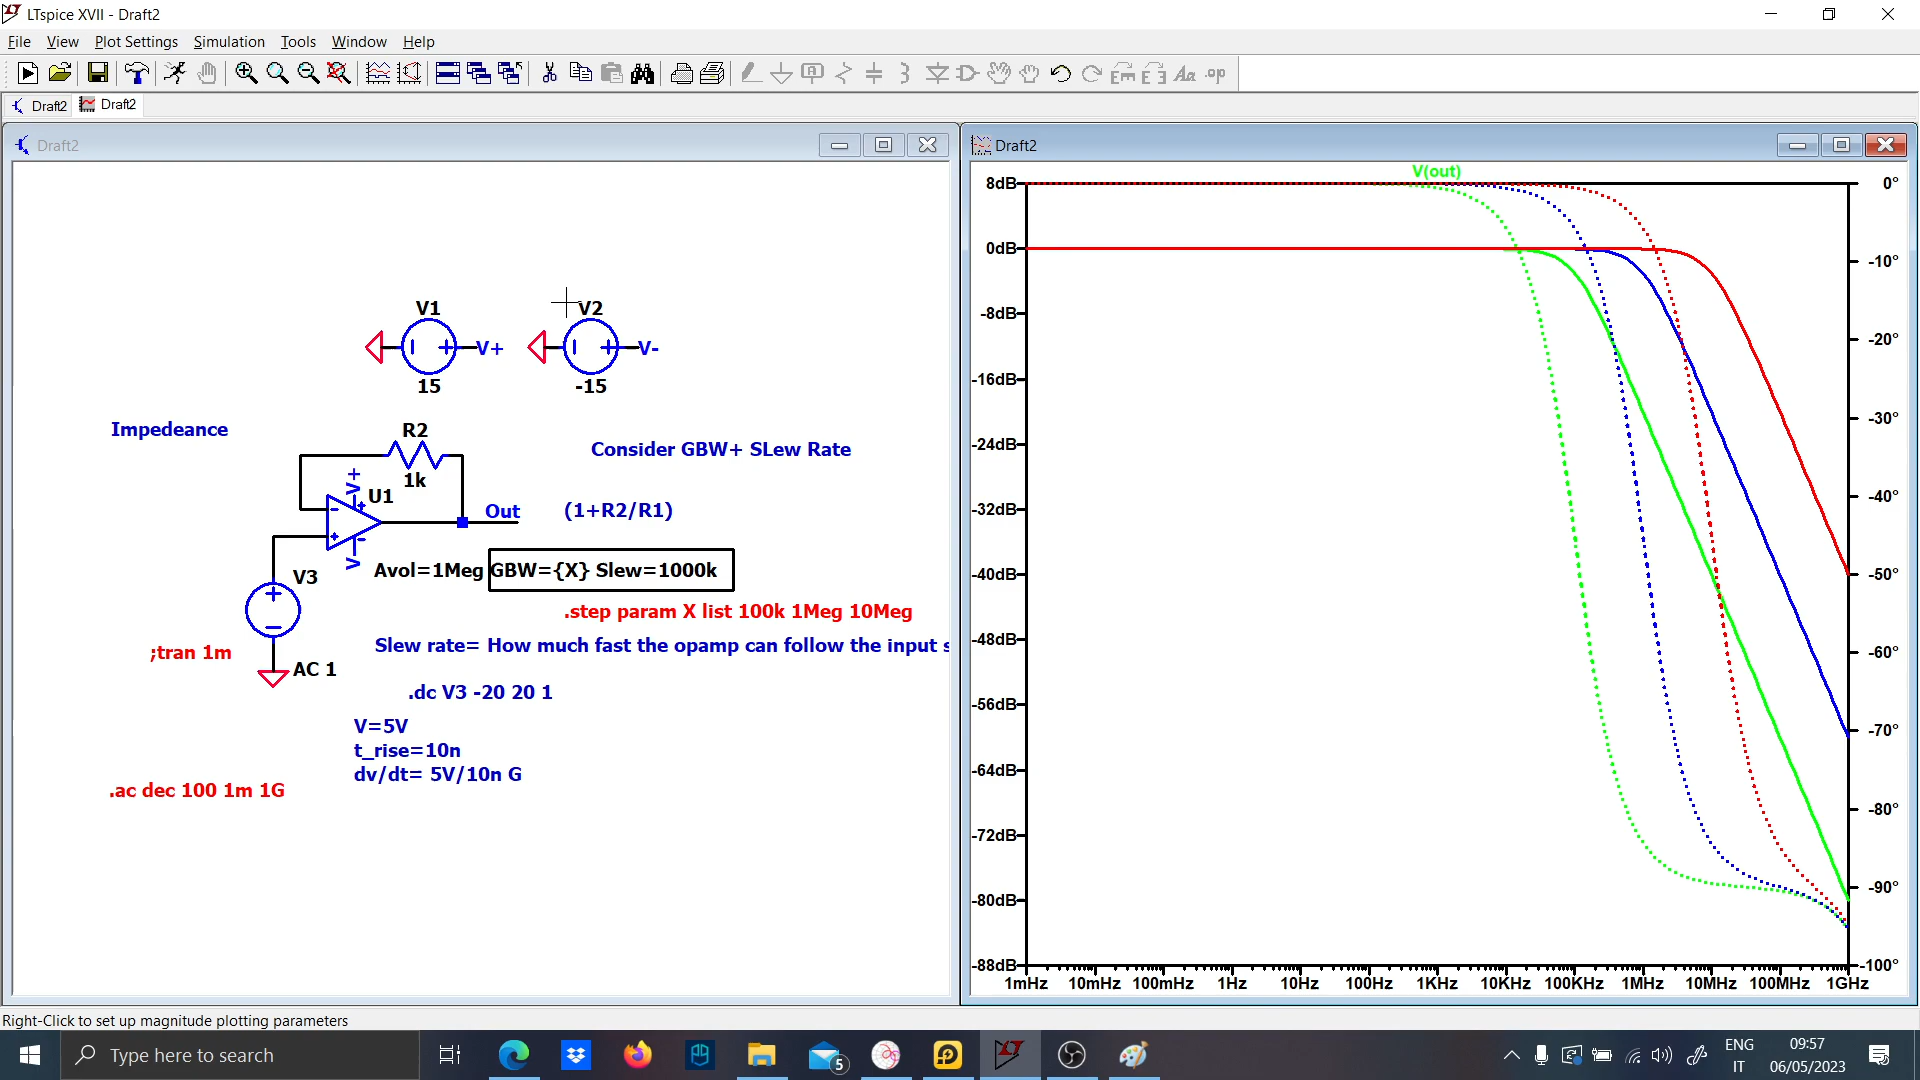 LTspice XVII - Draft2
File View Plot Settings Simulation Tools Window Help
Draft2 Draft2
Draft2
V1
V+
15
V2
V-
-15
Impedeance
R2
1k
V+
U1
V-
Out
Consider GBW+ SLew Rate
(1+R2/R1)
V3
AC 1
Avol=1Meg GBW={X} Slew=1000k
.step param X list 100k 1Meg 10Meg
Slew rate= How much fast the opamp can follow the input s
;tran 1m
.dc V3 -20 20 1
V=5V
t_rise=10n
dv/dt= 5V/10n G
.ac dec 100 1m 1G
Draft2
V(out)
8dB
0dB
-8dB
-16dB
-24dB
-32dB
-40dB
-48dB
-56dB
-64dB
-72dB
-80dB
-88dB
0°
-10°
-20°
-30°
-40°
-50°
-60°
-70°
-80°
-90°
-100°
1mHz 10mHz 100mHz 1Hz 10Hz 100Hz 1KHz 10KHz 100KHz 1MHz 10MHz 100MHz 1GHz
Right-Click to set up magnitude plotting parameters
Type here to search
5
ENG
IT
09:57
06/05/2023